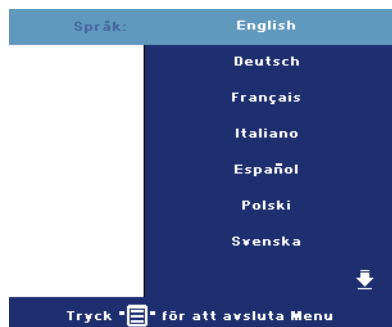 Språk: English
Deutsch
Français
Italiano
Español
Polski
Svenska
Tryck "" för att avsluta Menu